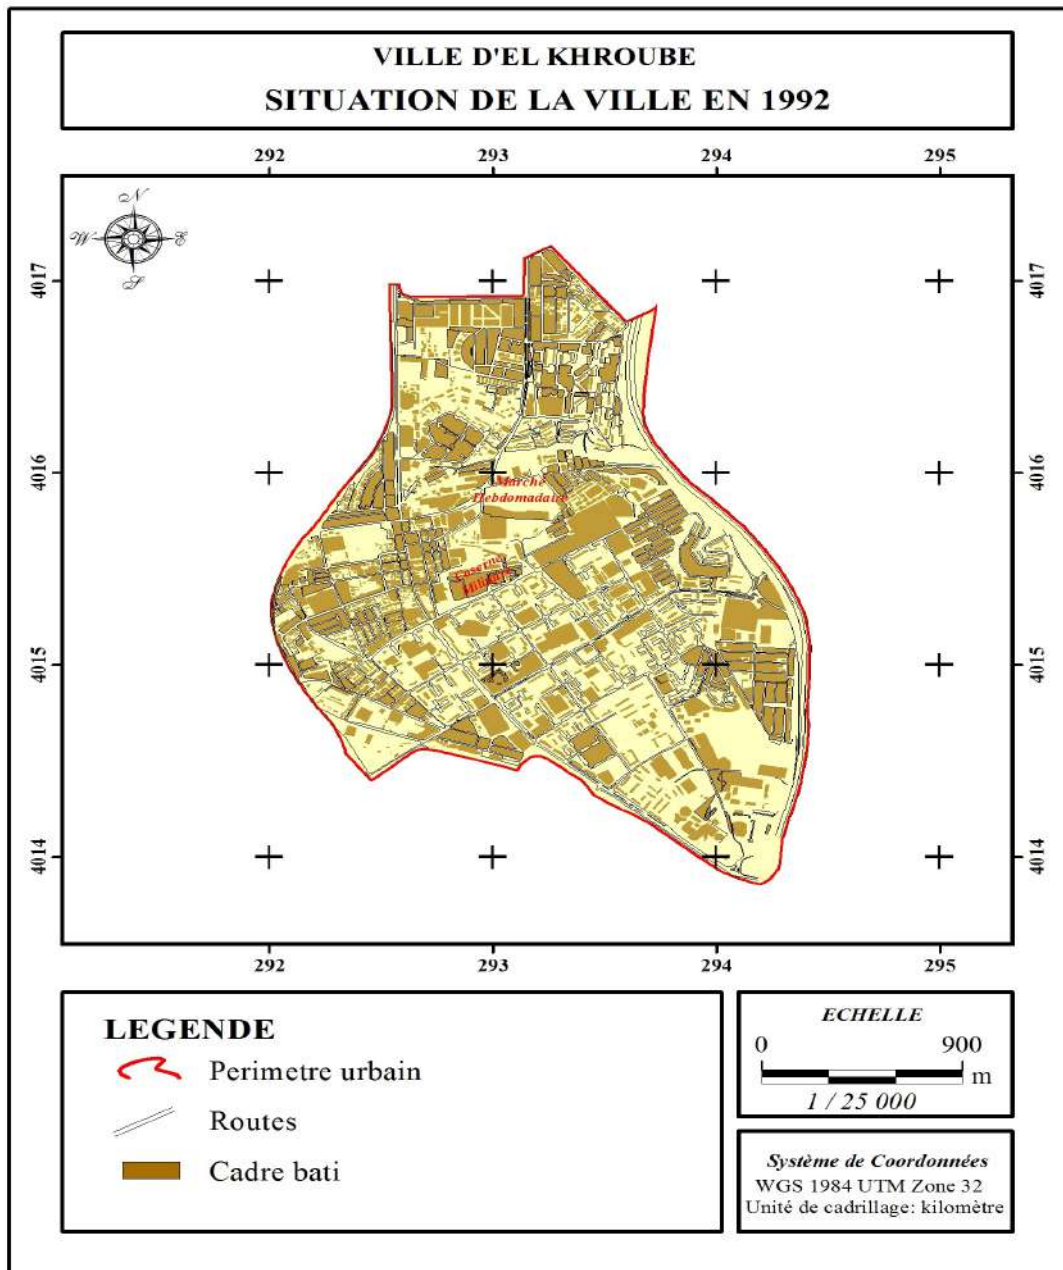 VILLE D'EL KHROUBE
SITUATION DE LA VILLE EN 1992
292 293 294 295
N
W E
S
4017 4017
4016 4016
Marché
Hebdomadaire
Caserne
Militaire
4015 4015
4014 4014
292 293 294 295
LEGENDE
Perimetre urbain
Routes
Cadre bati
ECHELLE
0 900
m
1 / 25 000
Système de Coordonnées
WGS 1984 UTM Zone 32
Unité de cadrillage: kilomètre